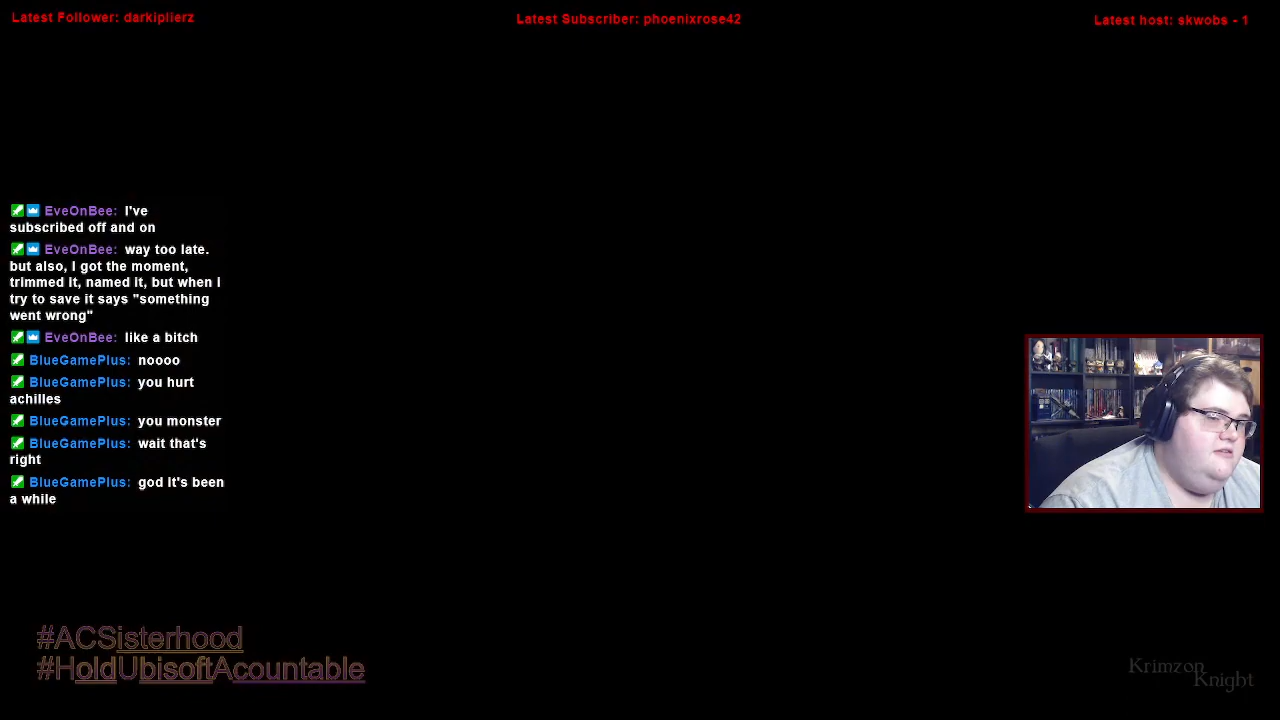 Latest Follower: darkiplierz
Latest Subscriber: phoenixrose42
Latest host: skwobs - 1
EveOnBee: I've
subscribed off and on
EveOnBee: way too late.
but also, I got the moment,
trimmed it, named it, but when i
try to save it says "something
went wrong"
EveOnBee: like a bitch
BlueGamePlus: noooo
BlueGamePlus: you hurt
achilles
BlueGamePlus: you monster
BlueGamePlus: wait that's
right
BlueGamePlus: god it's been
a while
#ACSisterhood
#HoldUbisoftAcountable
Krimzon
Knight